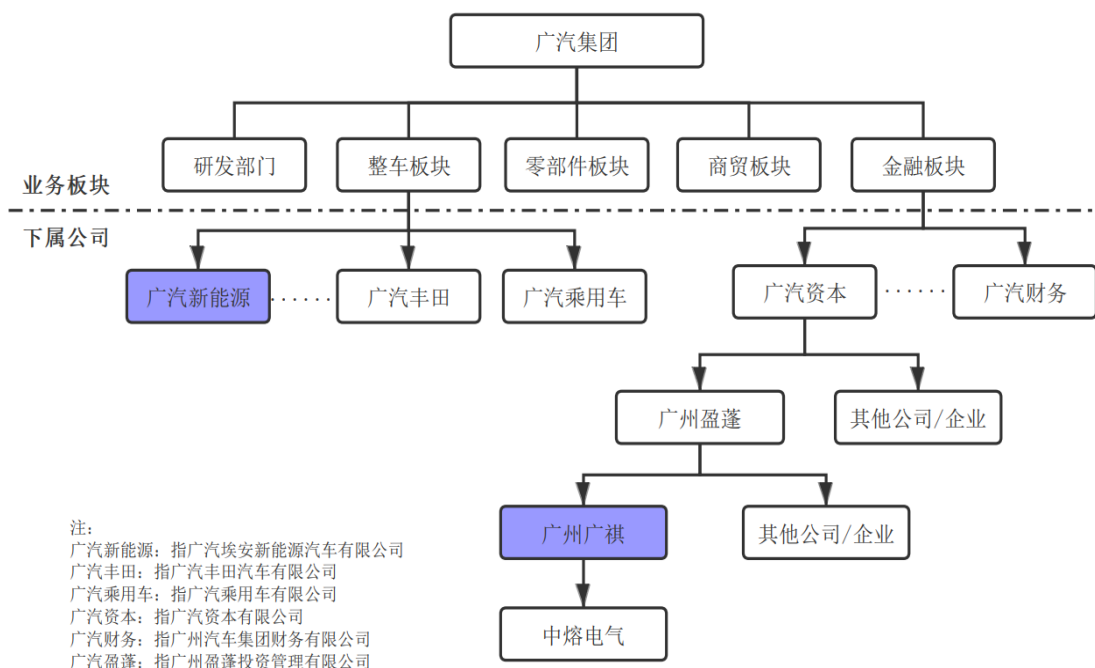 广汽集团
研发部门
整车板块
零部件板块
商贸板块
金融板块
业务板块
下属公司
广汽新能源
······
广汽丰田
广汽乘用车
广汽资本
······
广汽财务
广州盈蓬
其他公司/企业
广州广祺
其他公司/企业
中熔电气
注：
广汽新能源：指广汽埃安新能源汽车有限公司
广汽丰田：指广汽丰田汽车有限公司
广汽乘用车：指广汽乘用车有限公司
广汽资本：指广汽资本有限公司
广汽财务：指广州汽车集团财务有限公司
广汽盈蓬：指广州盈蓬投资管理有限公司